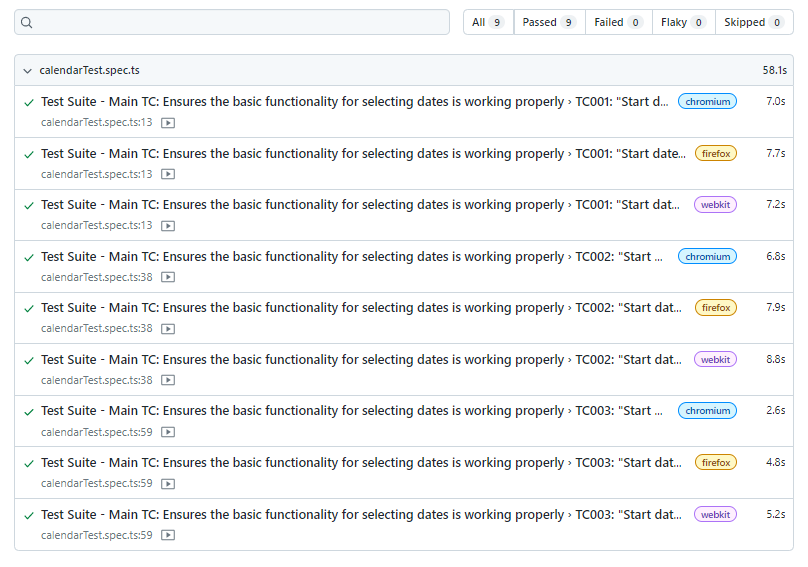 All 9 Passed 9 Failed 0 Flaky 0 Skipped 0
calendarTest.spec.ts 58.1s
Test Suite - Main TC: Ensures the basic functionality for selecting dates is working properly › TC001: "Start d... chromium 7.0s
calendarTest.spec.ts:13
Test Suite - Main TC: Ensures the basic functionality for selecting dates is working properly › TC001: "Start date... firefox 7.7s
calendarTest.spec.ts:13
Test Suite - Main TC: Ensures the basic functionality for selecting dates is working properly › TC001: "Start dat... webkit 7.2s
calendarTest.spec.ts:13
Test Suite - Main TC: Ensures the basic functionality for selecting dates is working properly › TC002: "Start ... chromium 6.8s
calendarTest.spec.ts:38
Test Suite - Main TC: Ensures the basic functionality for selecting dates is working properly › TC002: "Start dat... firefox 7.9s
calendarTest.spec.ts:38
Test Suite - Main TC: Ensures the basic functionality for selecting dates is working properly › TC002: "Start dat... webkit 8.8s
calendarTest.spec.ts:38
Test Suite - Main TC: Ensures the basic functionality for selecting dates is working properly › TC003: "Start ... chromium 2.6s
calendarTest.spec.ts:59
Test Suite - Main TC: Ensures the basic functionality for selecting dates is working properly › TC003: "Start dat... firefox 4.8s
calendarTest.spec.ts:59
Test Suite - Main TC: Ensures the basic functionality for selecting dates is working properly › TC003: "Start dat... webkit 5.2s
calendarTest.spec.ts:59